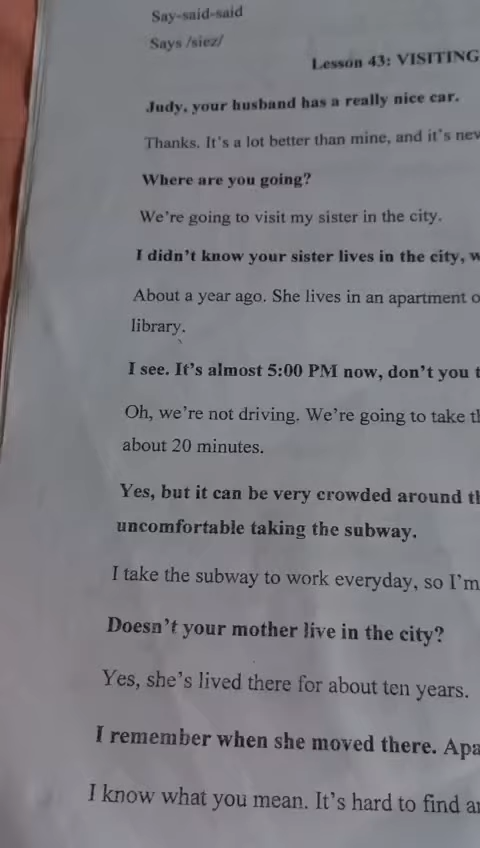 Say-said-said
Says /siez/
Lesson 43: VISITING
Judy, your husband has a really nice car.
Thanks. It's a lot better than mine, and it's
Where are you going?
We're going to visit my sister in the city.
I didn't know your sister lives in the city,
About a year ago. She lives in an apartment
library.
I see. It's almost 5:00 PM now, don't you
Oh, we're not driving. We're going to take
about 20 minutes.
Yes, but it can be very crowded around
uncomfortable taking the subway.
I take the subway to work everyday, so I'm
Doesn't your mother live in the city?
Yes, she's lived there for about ten years.
I remember when she moved there.
I know what you mean. It's hard to find